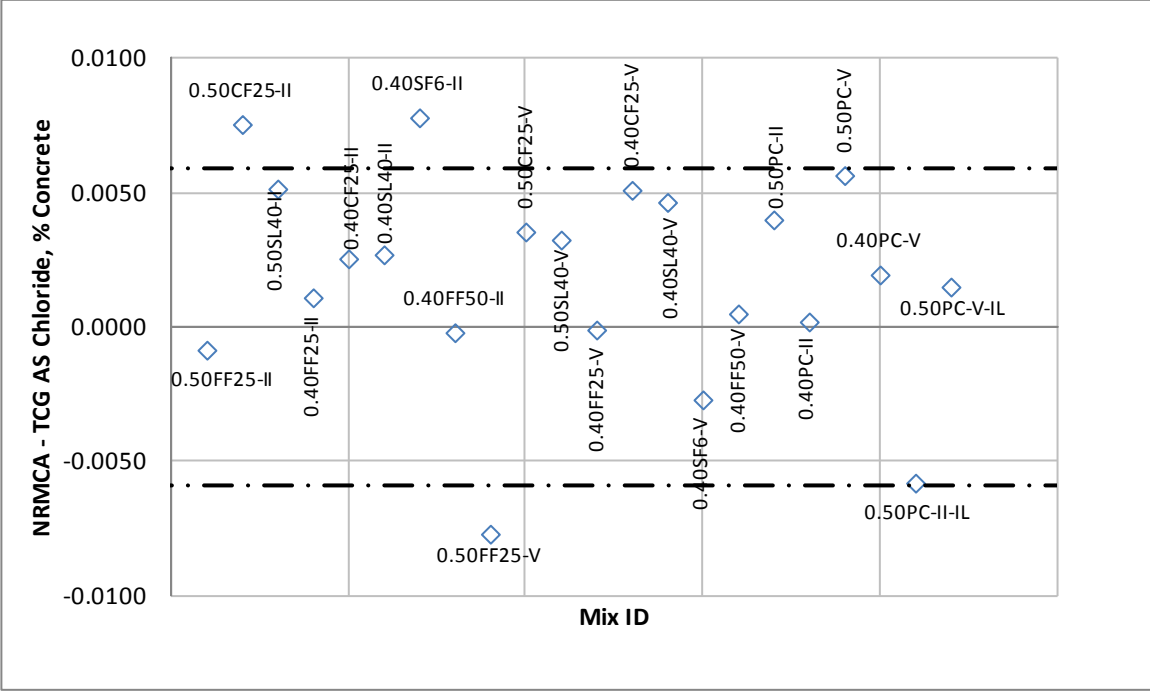 NRMCA - TCG AS Chloride, % Concrete
0.0100
0.0050
0.0000
-0.0050
-0.0100
0.50FF25-II
0.50CF25-II
0.50SL40-II
0.40FF25-II
0.40CF25-II
0.40SL40-II
0.40SF6-II
0.40FF50-II
0.50FF25-V
0.50CF25-V
0.50SL40-V
0.40FF25-V
0.40CF25-V
0.40SL40-V
0.40SF6-V
0.40FF50-V
0.50PC-II
0.40PC-II
0.50PC-V
0.40PC-V
0.50PC-II-IL
0.50PC-V-IL
Mix ID